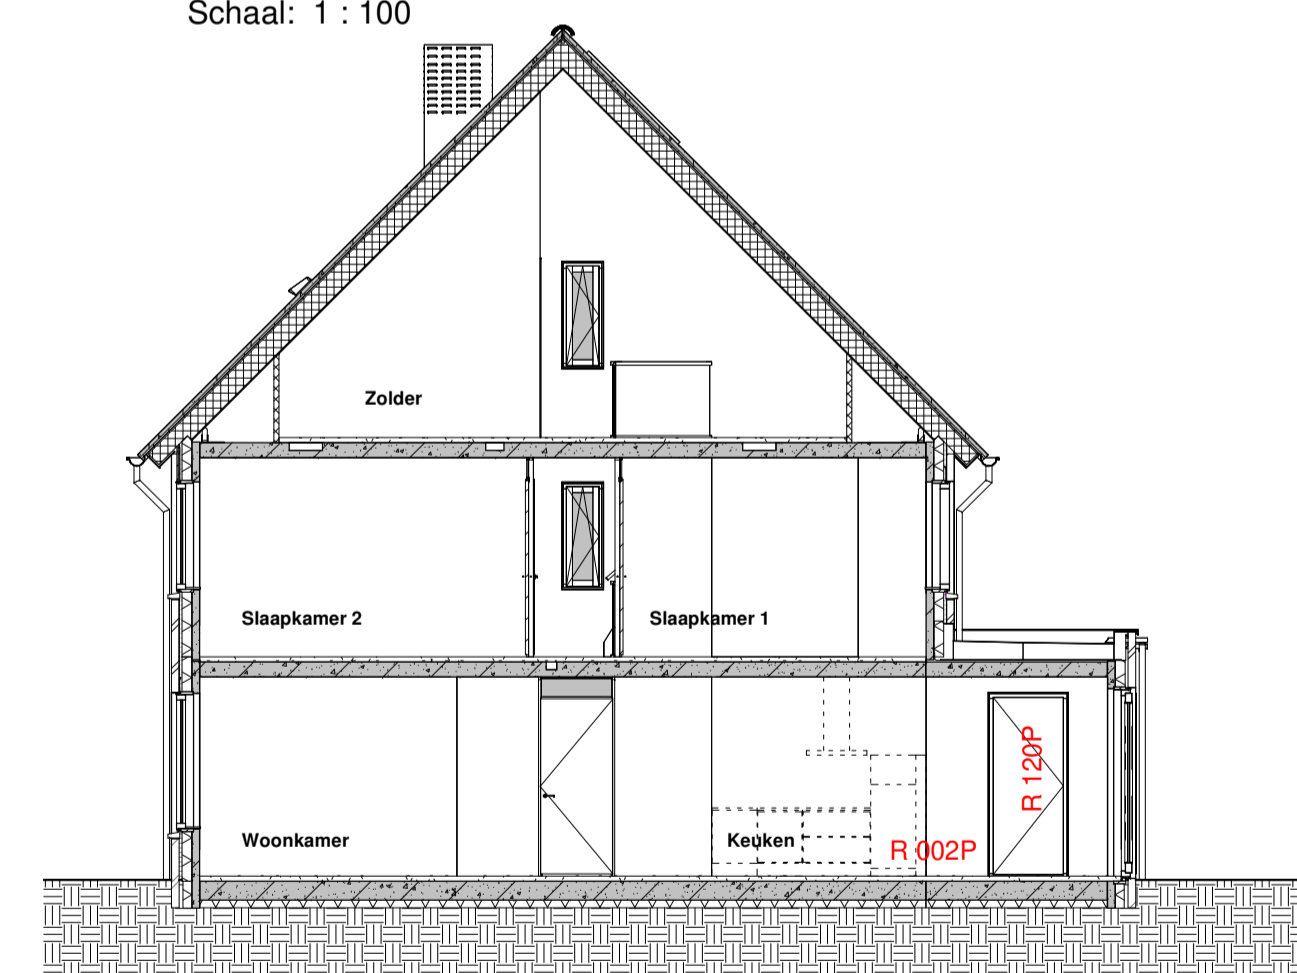 Schaal: 1 : 100
Zolder
Slaapkamer 2
Slaapkamer 1
R 120P
Woonkamer
Keuken
R 002P